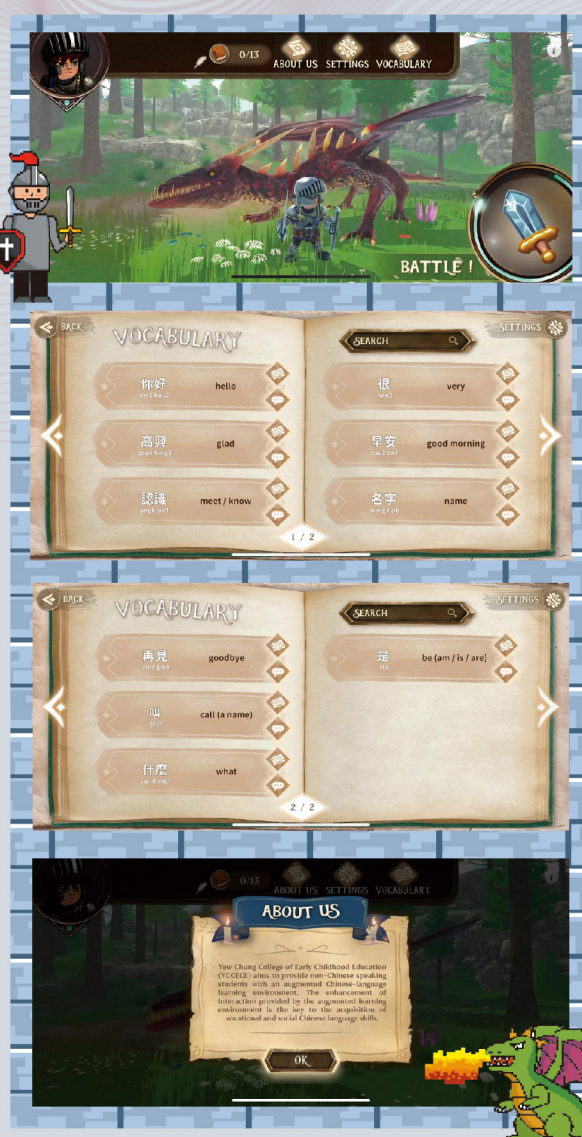 0/13
ABOUT US
SETTINGS
VOCABULARY
BATTLE !
BACK
VOCABULARY
SEARCH
SETTINGS
你好
hello
高興
glad
認識
meet / know
很
very
早安
good morning
名字
name
1 / 2
BACK
VOCABULARY
SEARCH
SETTINGS
再見
goodbye
叫
call (a name)
什麼
what
是
be (am / is / are)
2 / 2
0/13
ABOUT US
SETTINGS
VOCABULARY
ABOUT US
Yew Chung College of Early Childhood Education
(YCCECE) aims to provide non-Chinese speaking
students with an augmented Chinese-language
learning environment. The enhancement of
interaction provided by the augmented learning
environment is the key to the acquisition of
vocational and social Chinese language skills.
OK